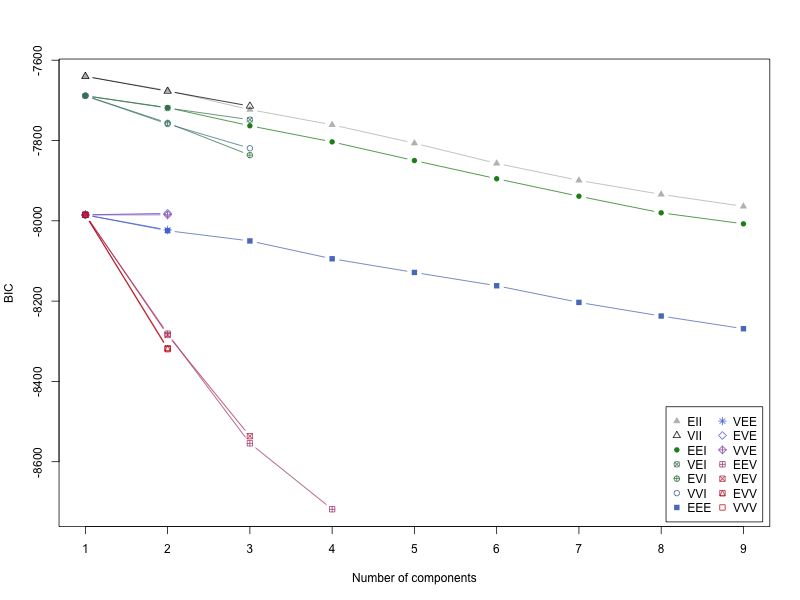 -7600
-7800
-8000
-8200
-8400
-8600
BIC
1 2 3 4 5 6 7 8 9
Number of components
EII VEE
VII EVE
EEI VVE
VEI EEV
EVI VEV
VVI EVV
EEE VVV